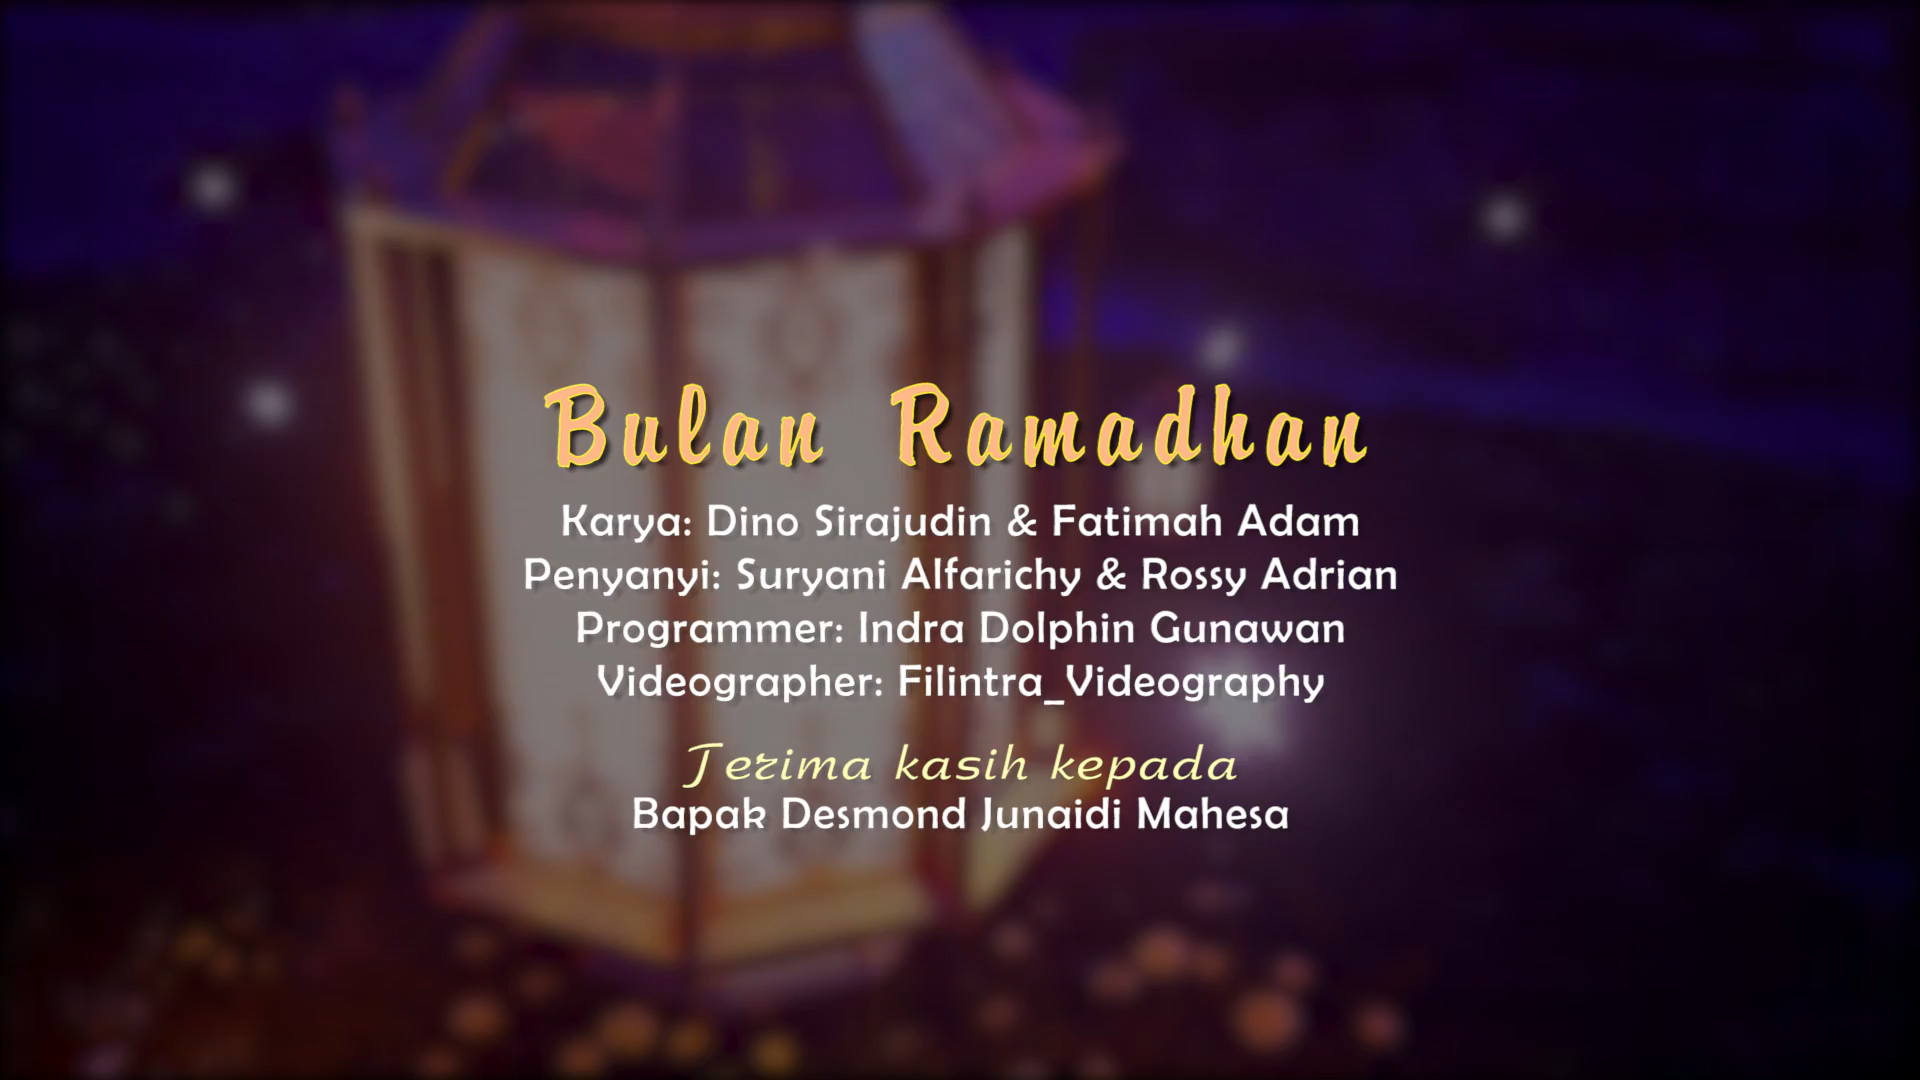 Bulan Ramadhan
Karya: Dino Sirajudin & Fatimah Adam
Penyanyi: Suryani Alfarichy & Rossy Adrian
Programmer: Indra Dolphin Gunawan
Videographer: Filintra_Videography
Terima kasih kepada
Bapak Desmond Junaidi Mahesa